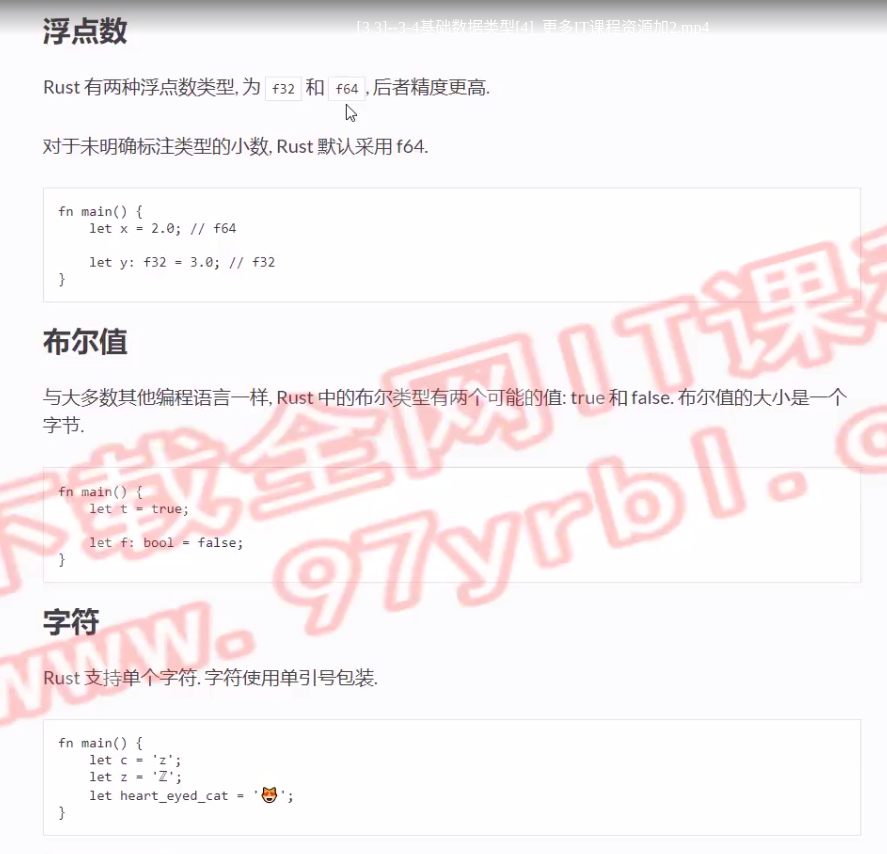 [3.3]--3-4基础数据类型[4]_更多IT课程资源加2.mp4
浮点数
Rust 有两种浮点数类型, 为 f32 和 f64 , 后者精度更高.
对于未明确标注类型的小数, Rust 默认采用 f64.
fn main() {
    let x = 2.0; // f64
    let y: f32 = 3.0; // f32
}
布尔值
与大多数其他编程语言一样, Rust 中的布尔类型有两个可能的值: true 和 false. 布尔值的大小是一个
字节.
fn main() {
    let t = true;
    let f: bool = false;
}
字符
Rust 支持单个字符. 字符使用单引号包装.
fn main() {
    let c = 'z';
    let z = 'ℤ';
    let heart_eyed_cat = '😻';
}
下载全网IT课程
www.97yrbl.c